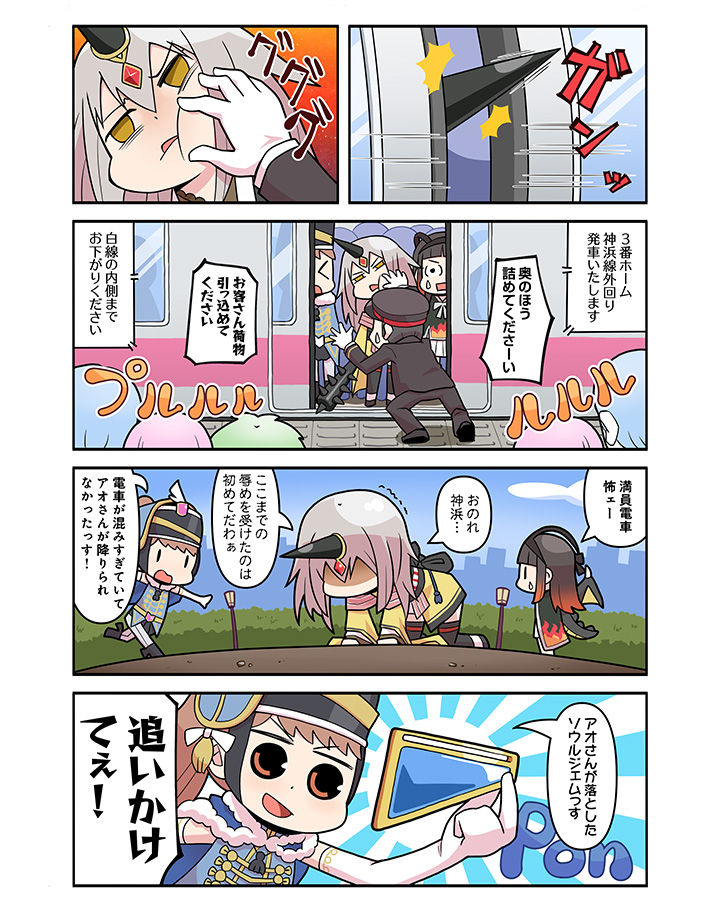 ガンッ
グググ
3番ホーム
神浜線外回り
発車いたします
奥のほう
詰めてくださーい
お客さん荷物
引っ込めて
ください
白線の内側まで
お下がりください
ルルル
プルルル
満員電車
怖ェー
おのれ
神浜…
ここまでの
辱めを受けたのは
初めてだわぁ
電車が混みすぎていて
アオさんが降りられ
なかったっす!
アオさんが落とした
ソウルジェムっす
Pon
追いかけ
てぇ!